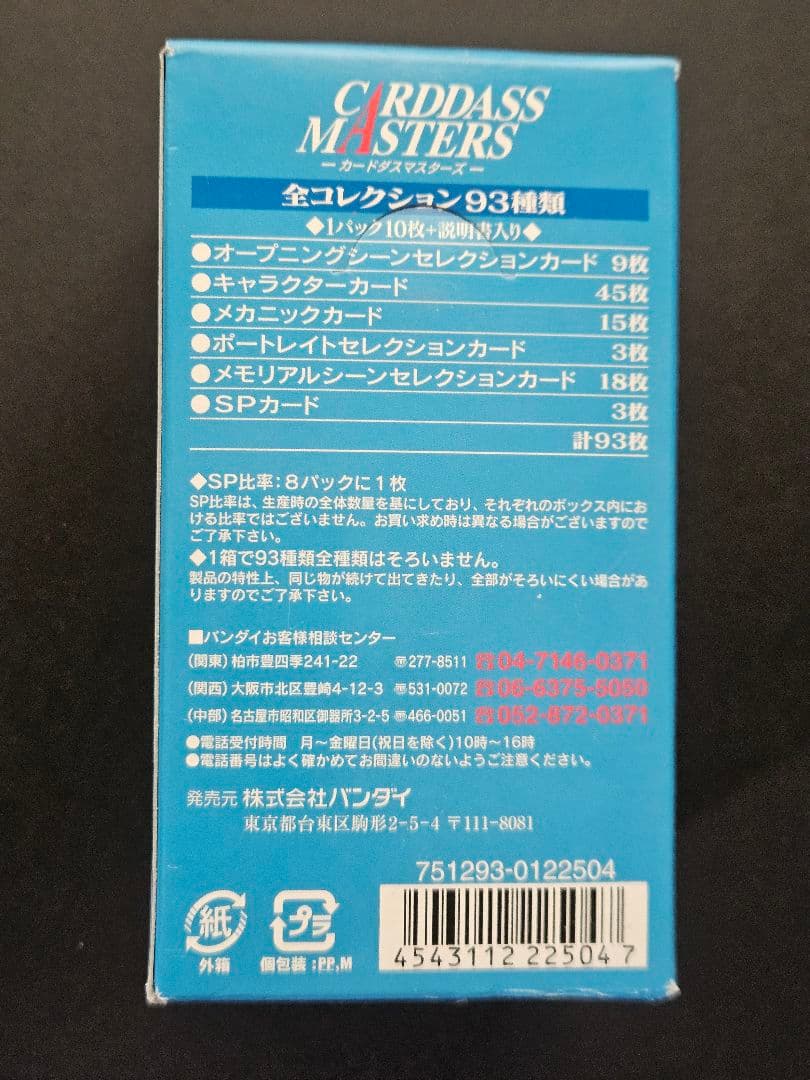 CARDDASS
MASTERS
ーカードダスマスターズー
全コレクション93種類
◆1パック10枚+説明書入り◆
●オープニングシーンセレクションカード 9枚
●キャラクターカード 45枚
●メカニックカード 15枚
●ポートレイトセレクションカード 3枚
●メモリアルシーンセレクションカード 18枚
●SPカード 3枚
計93枚
◆SP比率:8パックに1枚
SP比率は、生産時の全体数量を基にしており、それぞれのボックス内にお
ける比率ではございません。お買い求め時は異なる場合がございますので
ご了承下さい。
◆1箱で93種類全種類はそろいません。
製品の特性上、同じ物が続けて出てきたり、全部がそろいにくい場合があ
りますのでご了承下さい。
■バンダイお客様相談センター
(関東)柏市豊四季241-22 〠277-8511 ☎04-7146-0371
(関西)大阪市北区豊崎4-12-3 〠531-0072 ☎06-6375-5050
(中部)名古屋市昭和区御器所3-2-5 〠466-0051 ☎052-872-0371
●電話受付時間 月〜金曜日(祝日を除く)10時〜16時
●電話番号はよく確かめてお間違いのないようご注意ください。
発売元 株式会社バンダイ
東京都台東区駒形2-5-4 〒111-8081
751293-0122504
紙
外箱
プラ
個包装:PP,M
4543112 225047